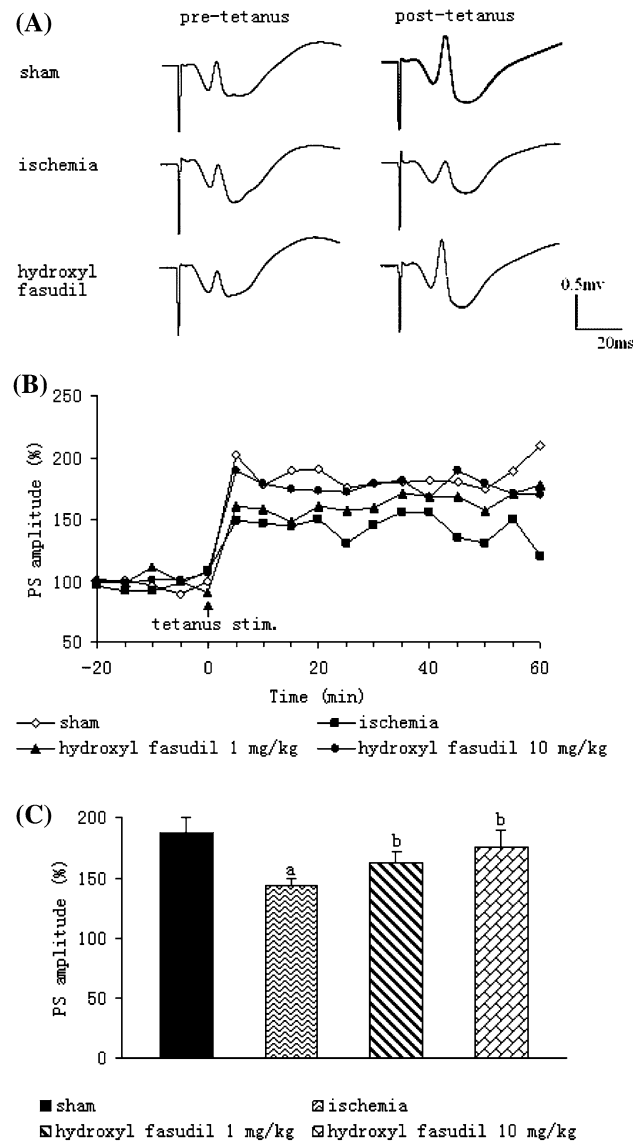 (A)
pre-tetanus post-tetanus
sham
ischemia
hydroxyl
fasudil
0.5mv
20ms
(B)
250
200
150
100
50
PS amplitude (%)
tetanus stim.
-20 0 20 40 60
Time (min)
sham ischemia
hydroxyl fasudil 1 mg/kg hydroxyl fasudil 10 mg/kg
(C)
200
150
100
50
0
PS amplitude (%)
a
b
b
sham ischemia
hydroxyl fasudil 1 mg/kg hydroxyl fasudil 10 mg/kg